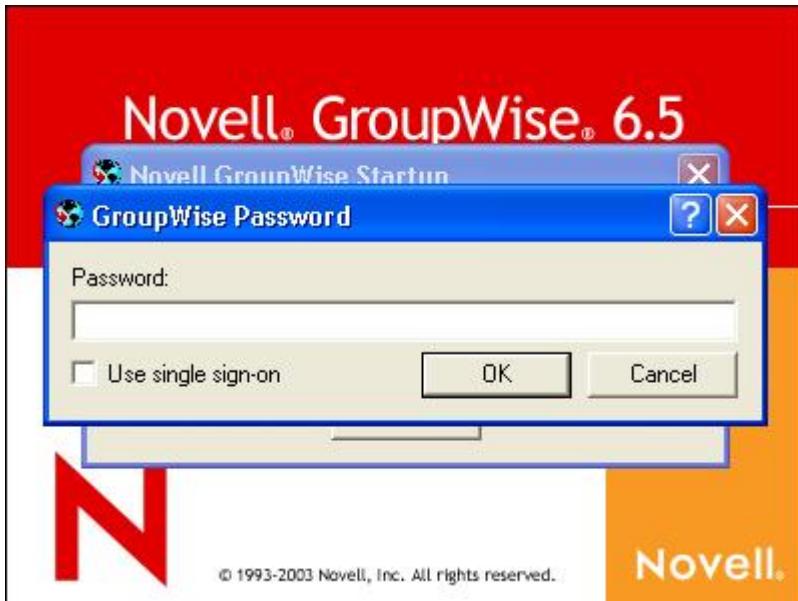 Novell® GroupWise® 6.5
Novell GroupWise Startup
GroupWise Password
Password:
Use single sign-on
OK
Cancel
© 1993-2003 Novell, Inc. All rights reserved.
Novell®